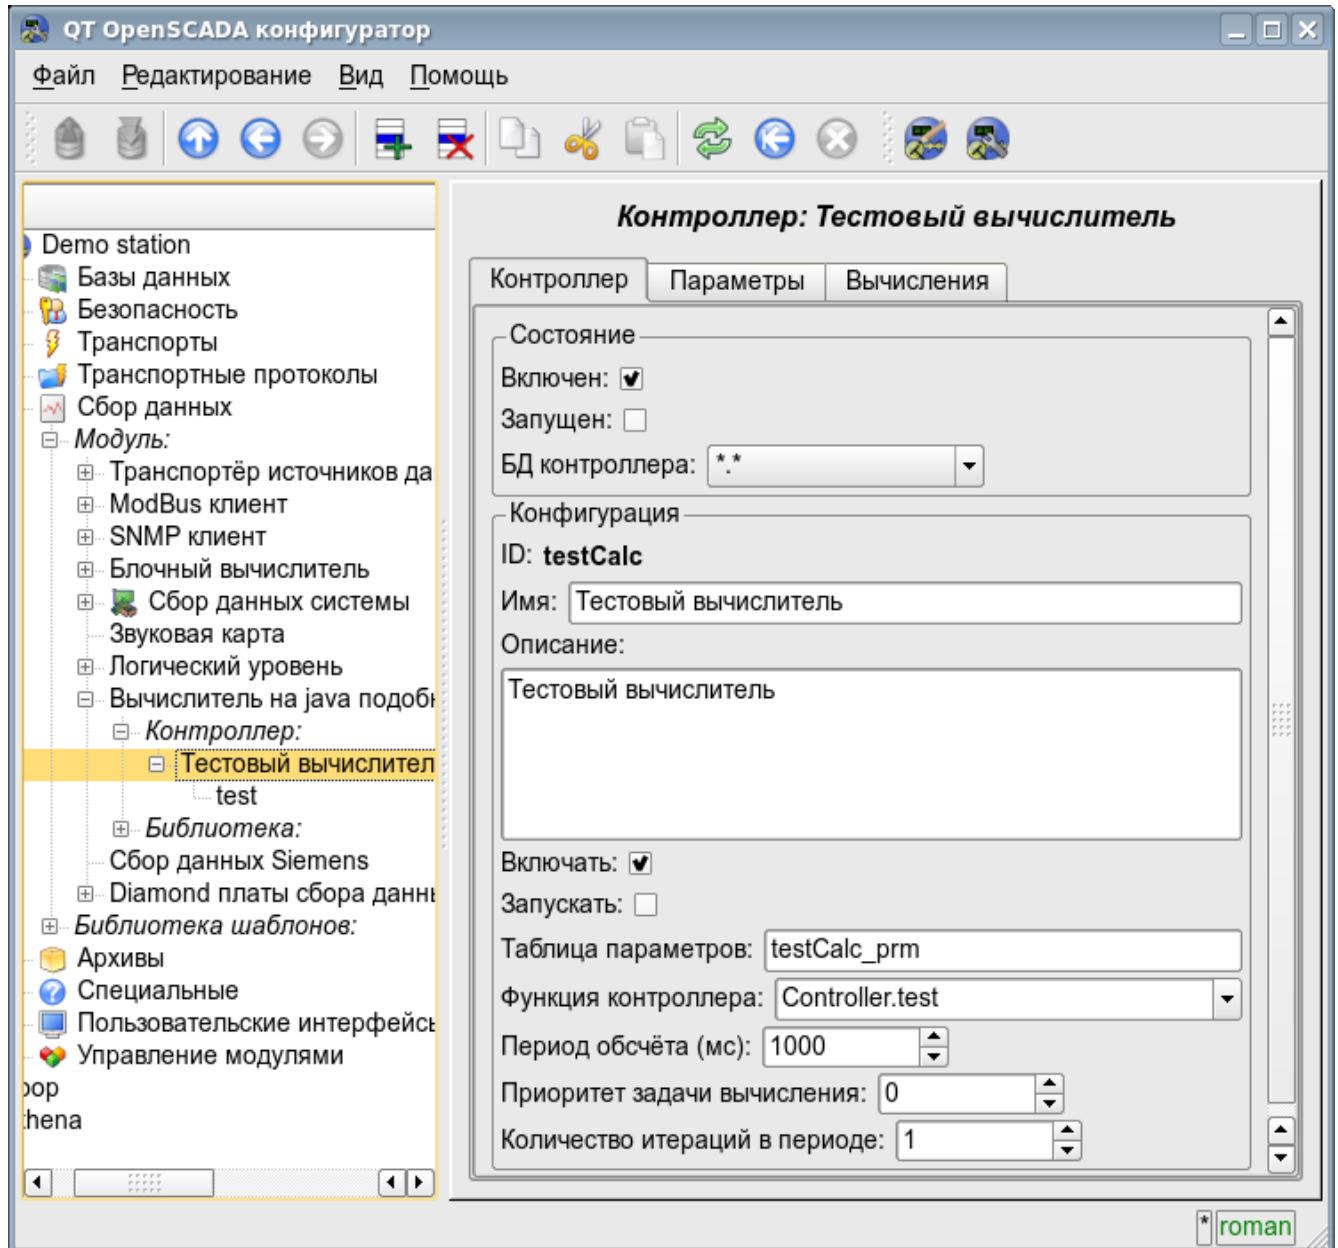 QT OpenSCADA конфигуратор
Файл Редактирование Вид Помощь
Demo station
Базы данных
Безопасность
Транспорты
Транспортные протоколы
Сбор данных
Модуль:
Транспортёр источников да
ModBus клиент
SNMP клиент
Блочный вычислитель
Сбор данных системы
Звуковая карта
Логический уровень
Вычислитель на java подоб
Контроллер:
Тестовый вычислител
test
Библиотека:
Сбор данных Siemens
Diamond платы сбора данн
Библиотека шаблонов:
Архивы
Специальные
Пользовательские интерфейсы
Управление модулями
oop
hena
Контроллер: Тестовый вычислитель
Контроллер Параметры Вычисления
Состояние
Включен:
Запущен:
БД контроллера: *.*
Конфигурация
ID: testCalc
Имя: Тестовый вычислитель
Описание:
Тестовый вычислитель
Включать:
Запускать:
Таблица параметров: testCalc_prm
Функция контроллера: Controller.test
Период обсчёта (мс): 1000
Приоритет задачи вычисления: 0
Количество итераций в периоде: 1
* roman